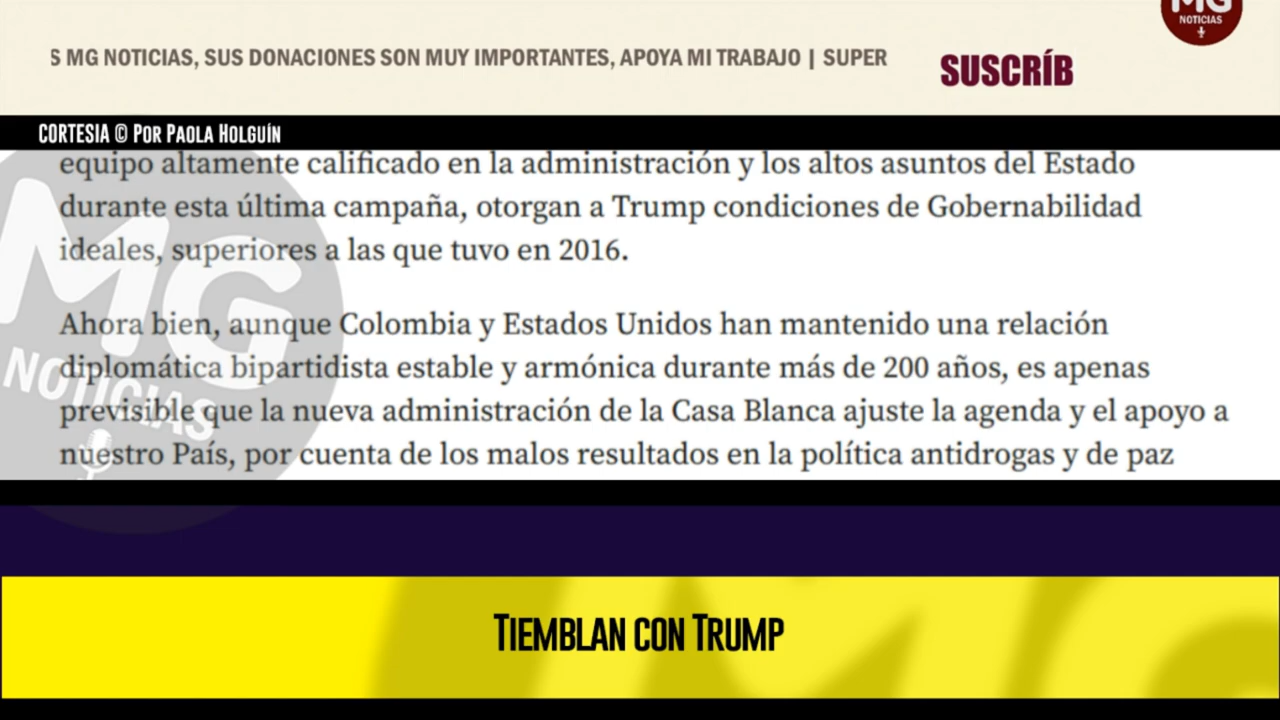 MG
NOTICIAS
S MG NOTICIAS, SUS DONACIONES SON MUY IMPORTANTES, APOYA MI TRABAJO | SUPER
SUSCRÍB
CORTESIA © POR PAOLA HOLGUÍN
equipo altamente calificado en la administración y los altos asuntos del Estado
durante esta última campaña, otorgan a Trump condiciones de Gobernabilidad
ideales, superiores a las que tuvo en 2016.
Ahora bien, aunque Colombia y Estados Unidos han mantenido una relación
diplomática bipartidista estable y armónica durante más de 200 años, es apenas
previsible que la nueva administración de la Casa Blanca ajuste la agenda y el apoyo a
nuestro País, por cuenta de los malos resultados en la política antidrogas y de paz
MG
NOTICIAS
TIEMBLAN CON TRUMP